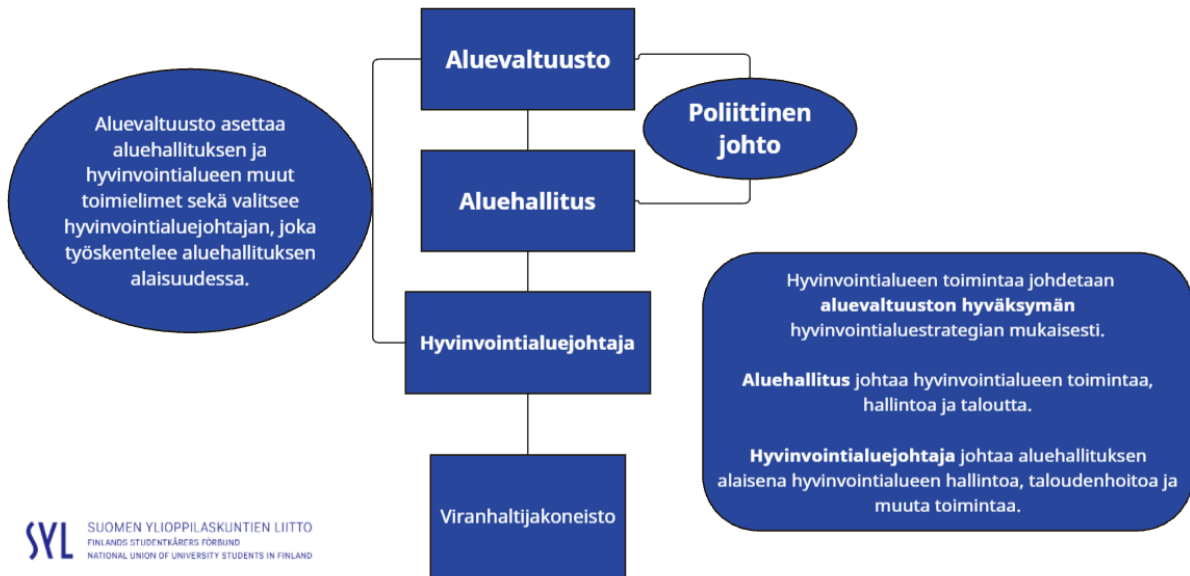 Aluevaltuusto
Poliittinen
johto
Aluevaltuusto asettaa
aluehallituksen ja
hyvinvointialueen muut
toimielimet sekä valitsee
hyvinvointialuejohtajan, joka
työskentelee aluehallituksen
alaisuudessa.
Aluehallitus
Hyvinvointialuejohtaja
Hyvinvointialueen toimintaa johdetaan
aluevaltuuston hyväksymän
hyvinvointialuestrategian mukaisesti.
Aluehallitus johtaa hyvinvointialueen toimintaa,
hallintoa ja taloutta.
Hyvinvointialuejohtaja johtaa aluehallituksen
alaisena hyvinvointialueen hallintoa, taloudenhoitoa ja
muuta toimintaa.
Viranhaltijakoneisto
SYL
SUOMEN YLIOPPILASKUNTIEN LIITTO
FINLANDS STUDENTKÅRERS FÖRBUND
NATIONAL UNION OF UNIVERSITY STUDENTS IN FINLAND